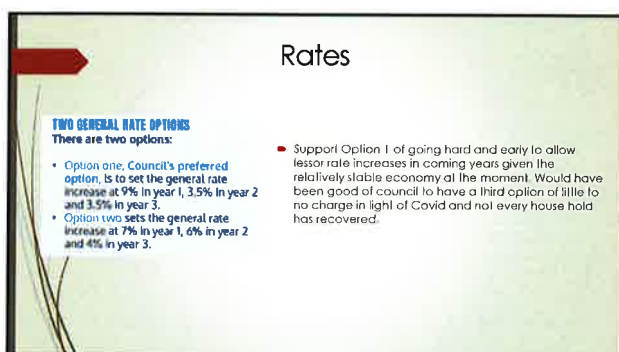 Rates
TWO GENERAL RATE OPTIONS
There are two options:
• Option one, Council's preferred
option, is to set the general rate
increase at 9% in year 1, 3.5% in year 2
and 3.5% in year 3.
• Option two sets the general rate
increase at 7% in year 1, 6% in year 2
and 4% in year 3.
Support Option 1 of going hard and early to allow
lessor rate increases in coming years given the
relatively stable economy at the moment. Would have
been good of council to have a third option of little to
no charge in light of Covid and not every house hold
has recovered.